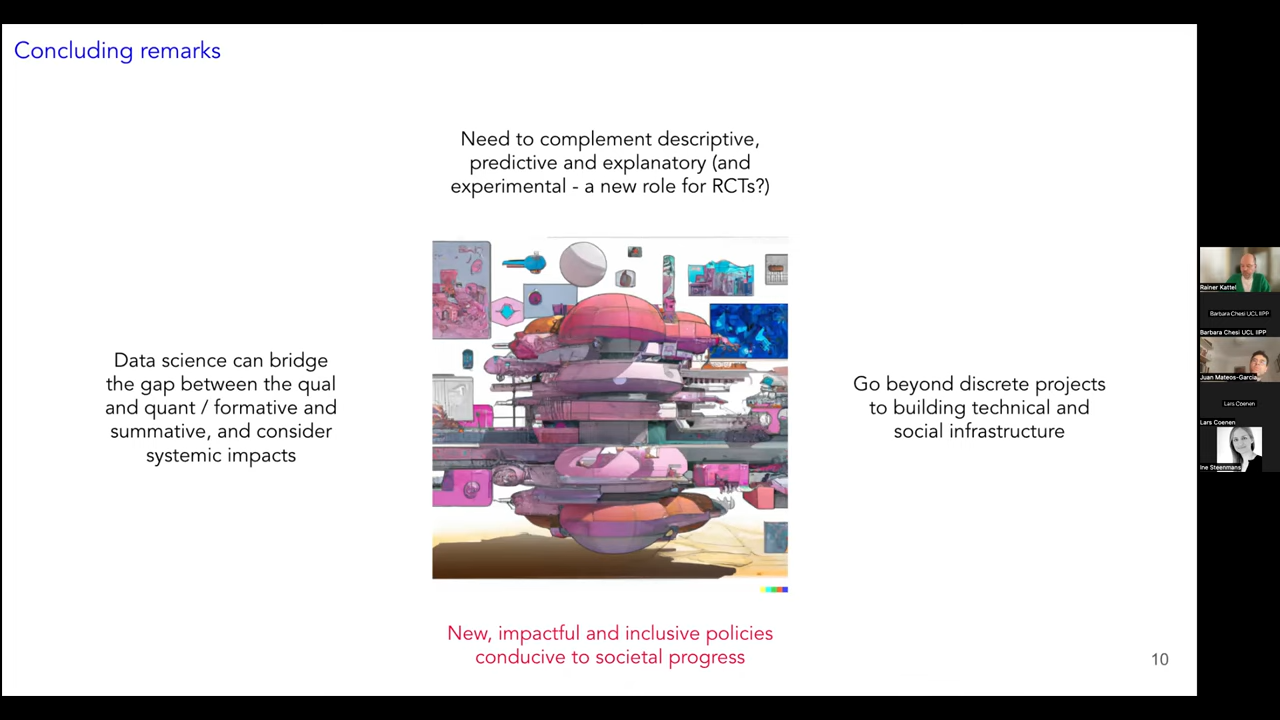 Concluding remarks
Need to complement descriptive,
predictive and explanatory (and
experimental - a new role for RCTs?)
Data science can bridge
the gap between the qual
and quant / formative and
summative, and consider
systemic impacts
Go beyond discrete projects
to building technical and
social infrastructure
New, impactful and inclusive policies
conducive to societal progress
10
Rainer Kattel
Barbara Chesi UCL IIPP
Barbara Chesi UCL IIPP
Juan Mateos-Garcia
Lars Coenen
Lars Coenen
Ine Steenmans